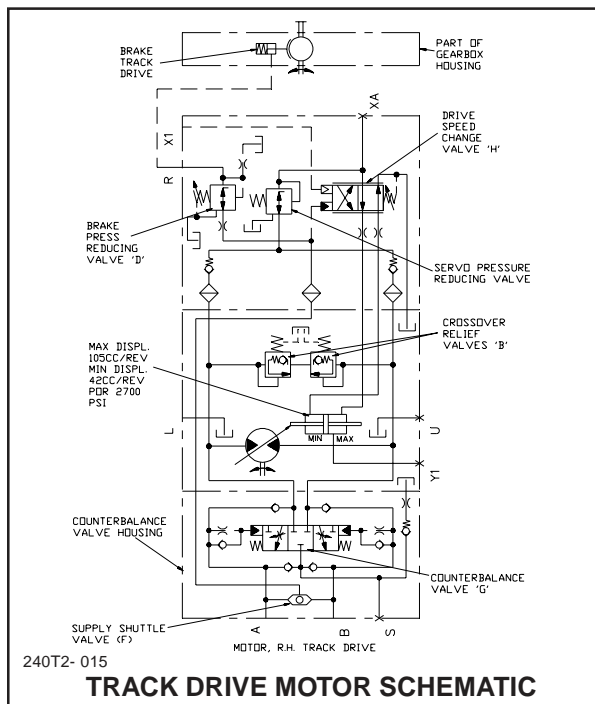 BRAKE
TRACK
DRIVE
PART OF
GEARBOX
HOUSING
XA
DRIVE
SPEED
CHANGE
VALVE 'H'
X1
R
BRAKE
PRESS
REDUCING
VALVE 'D'
SERVO PRESSURE
REDUCING VALVE
CROSSOVER
RELIEF
VALVES 'B'
MAX DISPL.
105CC/REV
MIN DISPL.
42CC/REV
POR 2700
PSI
L
U
MIN MAX
Y1
COUNTERBALANCE
VALVE HOUSING
COUNTERBALANCE
VALVE 'G'
SUPPLY SHUTTLE
VALVE (F)
A
B
S
MOTOR, R.H. TRACK DRIVE
240T2- 015
TRACK DRIVE MOTOR SCHEMATIC